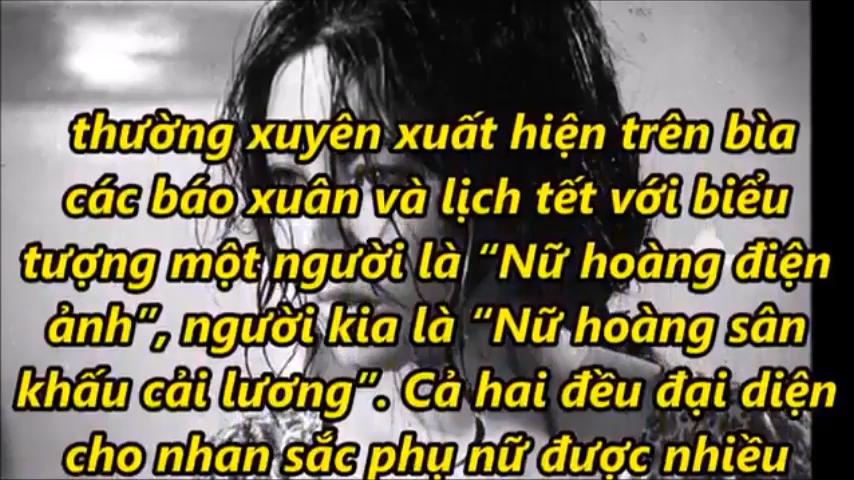 thường xuyên xuất hiện trên bìa
các báo xuân và lịch tết với biểu
tượng một người là “Nữ hoàng điện
ảnh”, người kia là “Nữ hoàng sân
khấu cải lương”. Cả hai đều đại diện
cho nhan sắc phụ nữ được nhiều